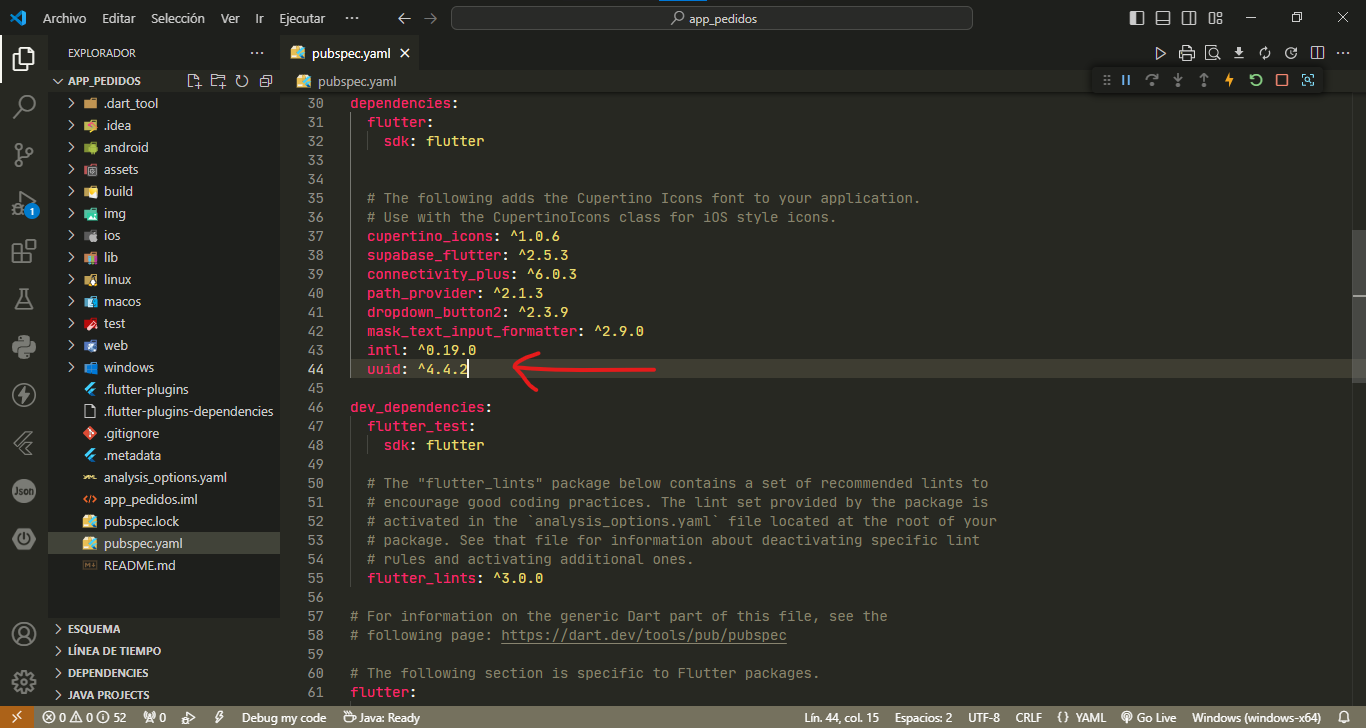 Archivo Editar Selección Ver Ir Ejecutar ··· app_pedidos
EXPLORADOR ···
APP_PEDIDOS
.dart_tool
.idea
android
assets
build
img
ios
lib
linux
macos
test
web
windows
.flutter-plugins
.flutter-plugins-dependencies
.gitignore
.metadata
analysis_options.yaml
app_pedidos.iml
pubspec.lock
pubspec.yaml
README.md
ESQUEMA
LÍNEA DE TIEMPO
DEPENDENCIES
JAVA PROJECTS
1
Json
pubspec.yaml
pubspec.yaml
30 dependencies:
31 flutter:
32 sdk: flutter
33
34
35 # The following adds the Cupertino Icons font to your application.
36 # Use with the CupertinoIcons class for iOS style icons.
37 cupertino_icons: ^1.0.6
38 supabase_flutter: ^2.5.3
39 connectivity_plus: ^6.0.3
40 path_provider: ^2.1.3
41 dropdown_button2: ^2.3.9
42 mask_text_input_formatter: ^2.9.0
43 intl: ^0.19.0
44 uuid: ^4.4.2
45
46 dev_dependencies:
47 flutter_test:
48 sdk: flutter
49
50 # The "flutter_lints" package below contains a set of recommended lints to
51 # encourage good coding practices. The lint set provided by the package is
52 # activated in the `analysis_options.yaml` file located at the root of your
53 # package. See that file for information about deactivating specific lint
54 # rules and activating additional ones.
55 flutter_lints: ^3.0.0
56
57 # For information on the generic Dart part of this file, see the
58 # following page: https://dart.dev/tools/pub/pubspec
59
60 # The following section is specific to Flutter packages.
61 flutter:
0 0 52 0 Debug my code Java: Ready Lín. 44, col. 15 Espacios: 2 UTF-8 CRLF {} YAML Go Live Windows (windows-x64)